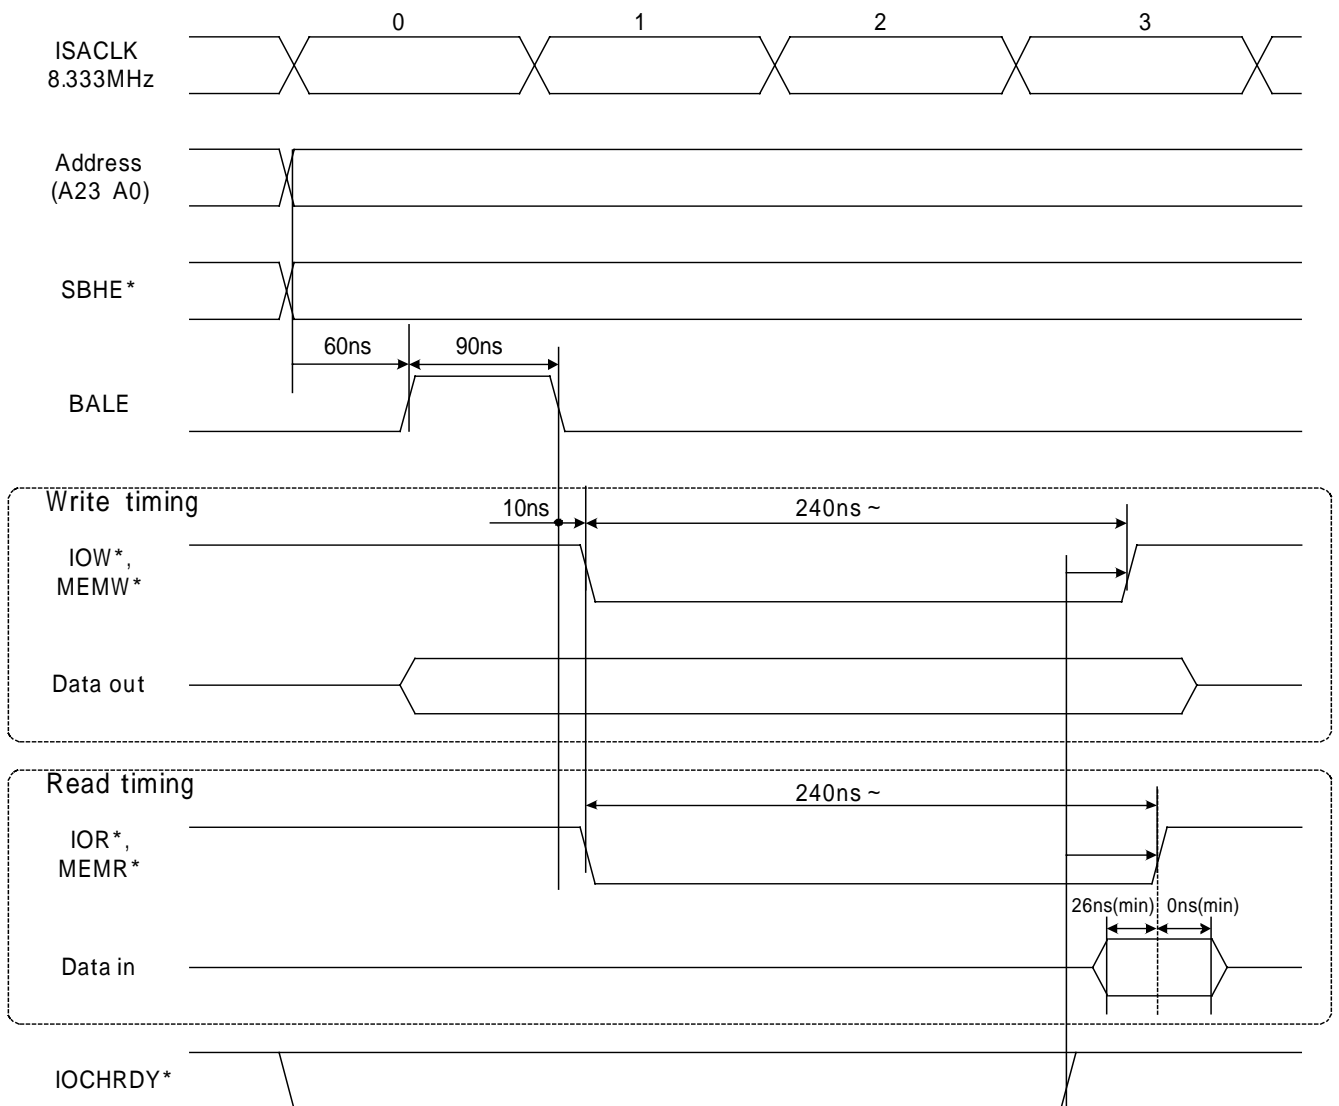 0 1 2 3
ISACLK
8.333MHz
Address
(A23 A0)
SBHE*
60ns 90ns
BALE
Write timing
10ns 240ns ~
IOW*,
MEMW*
Data out
Read timing
240ns ~
IOR*,
MEMR*
26ns(min) 0ns(min)
Data in
IOCHRDY*